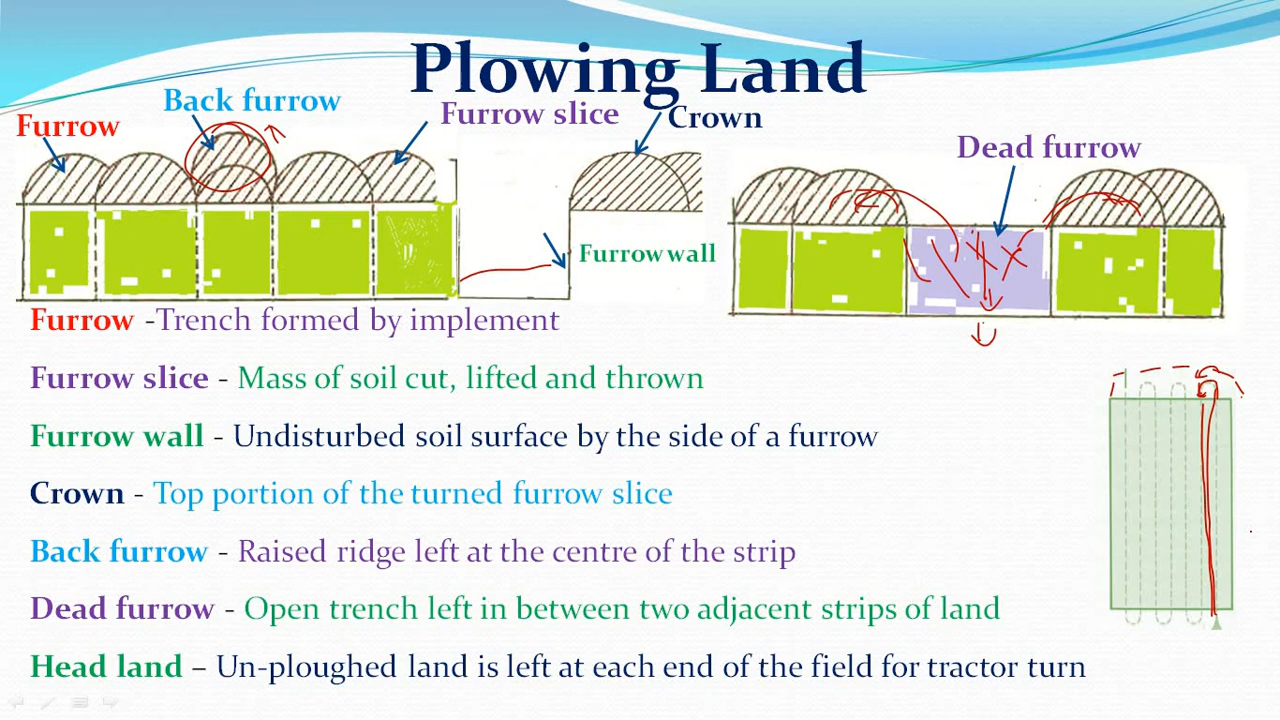 Plowing Land
Back furrow
Furrow slice
Crown
Furrow
Dead furrow
Furrow wall
Furrow -Trench formed by implement
Furrow slice - Mass of soil cut, lifted and thrown
Furrow wall - Undisturbed soil surface by the side of a furrow
Crown - Top portion of the turned furrow slice
Back furrow - Raised ridge left at the centre of the strip
Dead furrow - Open trench left in between two adjacent strips of land
Head land – Un-ploughed land is left at each end of the field for tractor turn